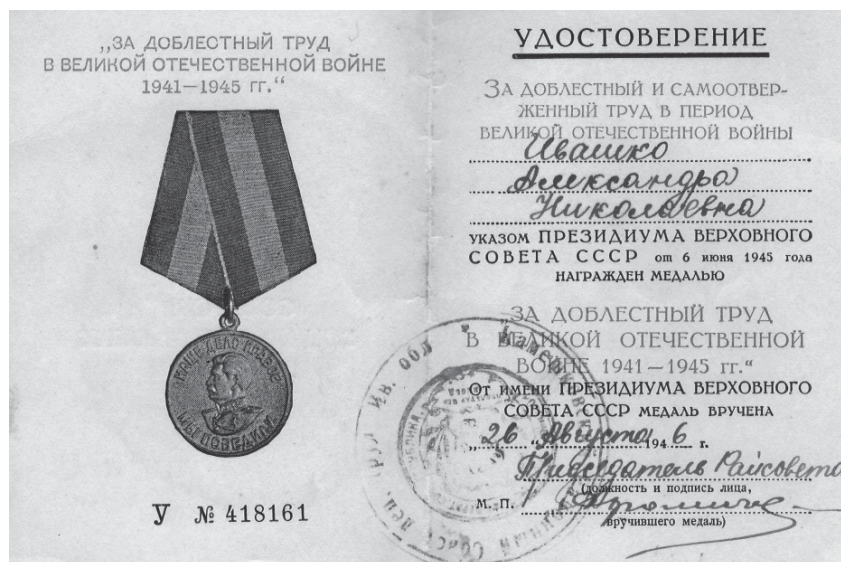 „ЗА ДОБЛЕСТНЫЙ ТРУД
В ВЕЛИКОЙ ОТЕЧЕСТВЕННОЙ ВОЙНЕ
1941—1945 гг.“
НАШЕ ДЕЛО ПРАВОЕ
МЫ ПОБЕДИЛИ
У № 418161
УДОСТОВЕРЕНИЕ
ЗА ДОБЛЕСТНЫЙ И САМООТВЕР-
ЖЕННЫЙ ТРУД В ПЕРИОД
ВЕЛИКОЙ ОТЕЧЕСТВЕННОЙ ВОЙНЫ
Ивашко
Александра
Николаевна
УКАЗОМ ПРЕЗИДИУМА ВЕРХОВНОГО
СОВЕТА СССР от 6 июня 1945 года
НАГРАЖДЕН МЕДАЛЬЮ
„ЗА ДОБЛЕСТНЫЙ ТРУД
В ВЕЛИКОЙ ОТЕЧЕСТВЕННОЙ
ВОЙНЕ 1941—1945 гг.“
От имени ПРЕЗИДИУМА ВЕРХОВНОГО
СОВЕТА СССР МЕДАЛЬ ВРУЧЕНА
„26“ Августа 1946 г.
Председатель Райсовета
(должность и подпись лица,
М. П.
вручившего медаль)